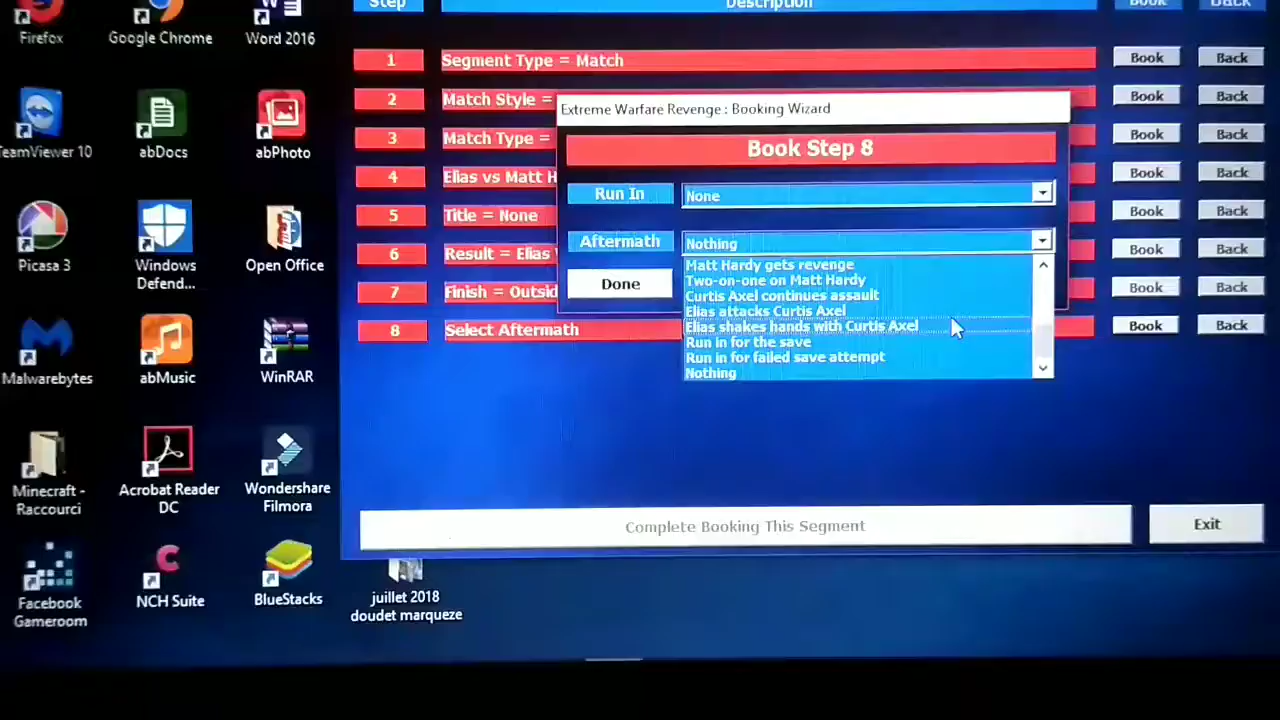 Step
Description
Book
Back
Firefox
Google Chrome
Word 2016
1
Segment Type = Match
Book
Back
2
Match Style =
Book
Back
Extreme Warfare Revenge : Booking Wizard
3
Match Type =
Book
Back
Book Step 8
TeamViewer 10
abDocs
abPhoto
4
Elias vs Matt H
Book
Back
Run In
None
5
Title = None
Book
Back
Aftermath
Nothing
6
Result = Elias
Book
Back
Picasa 3
Windows
Defend...
Open Office
Matt Hardy gets revenge
Two-on-one on Matt Hardy
Curtis Axel continues assault
Elias attacks Curtis Axel
Elias shakes hands with Curtis Axel
Run in for the save
Run in for failed save attempt
Nothing
Done
7
Finish = Outsid
Book
Back
8
Select Aftermath
Book
Back
Malwarebytes
abMusic
WinRAR
Minecraft -
Raccourci
Acrobat Reader
DC
Wondershare
Filmora
Complete Booking This Segment
Exit
Facebook
Gameroom
NCH Suite
BlueStacks
juillet 2018
doudet marqueze